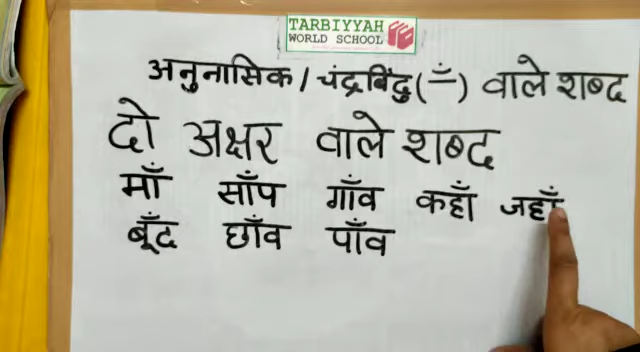 TARBIYYAH
WORLD SCHOOL
अनुनासिक / चंद्रबिंदु (ँ) वाले शब्द
दो अक्षर वाले शब्द
माँ साँप गाँव कहाँ जहाँ
बूँद छाँव पाँव